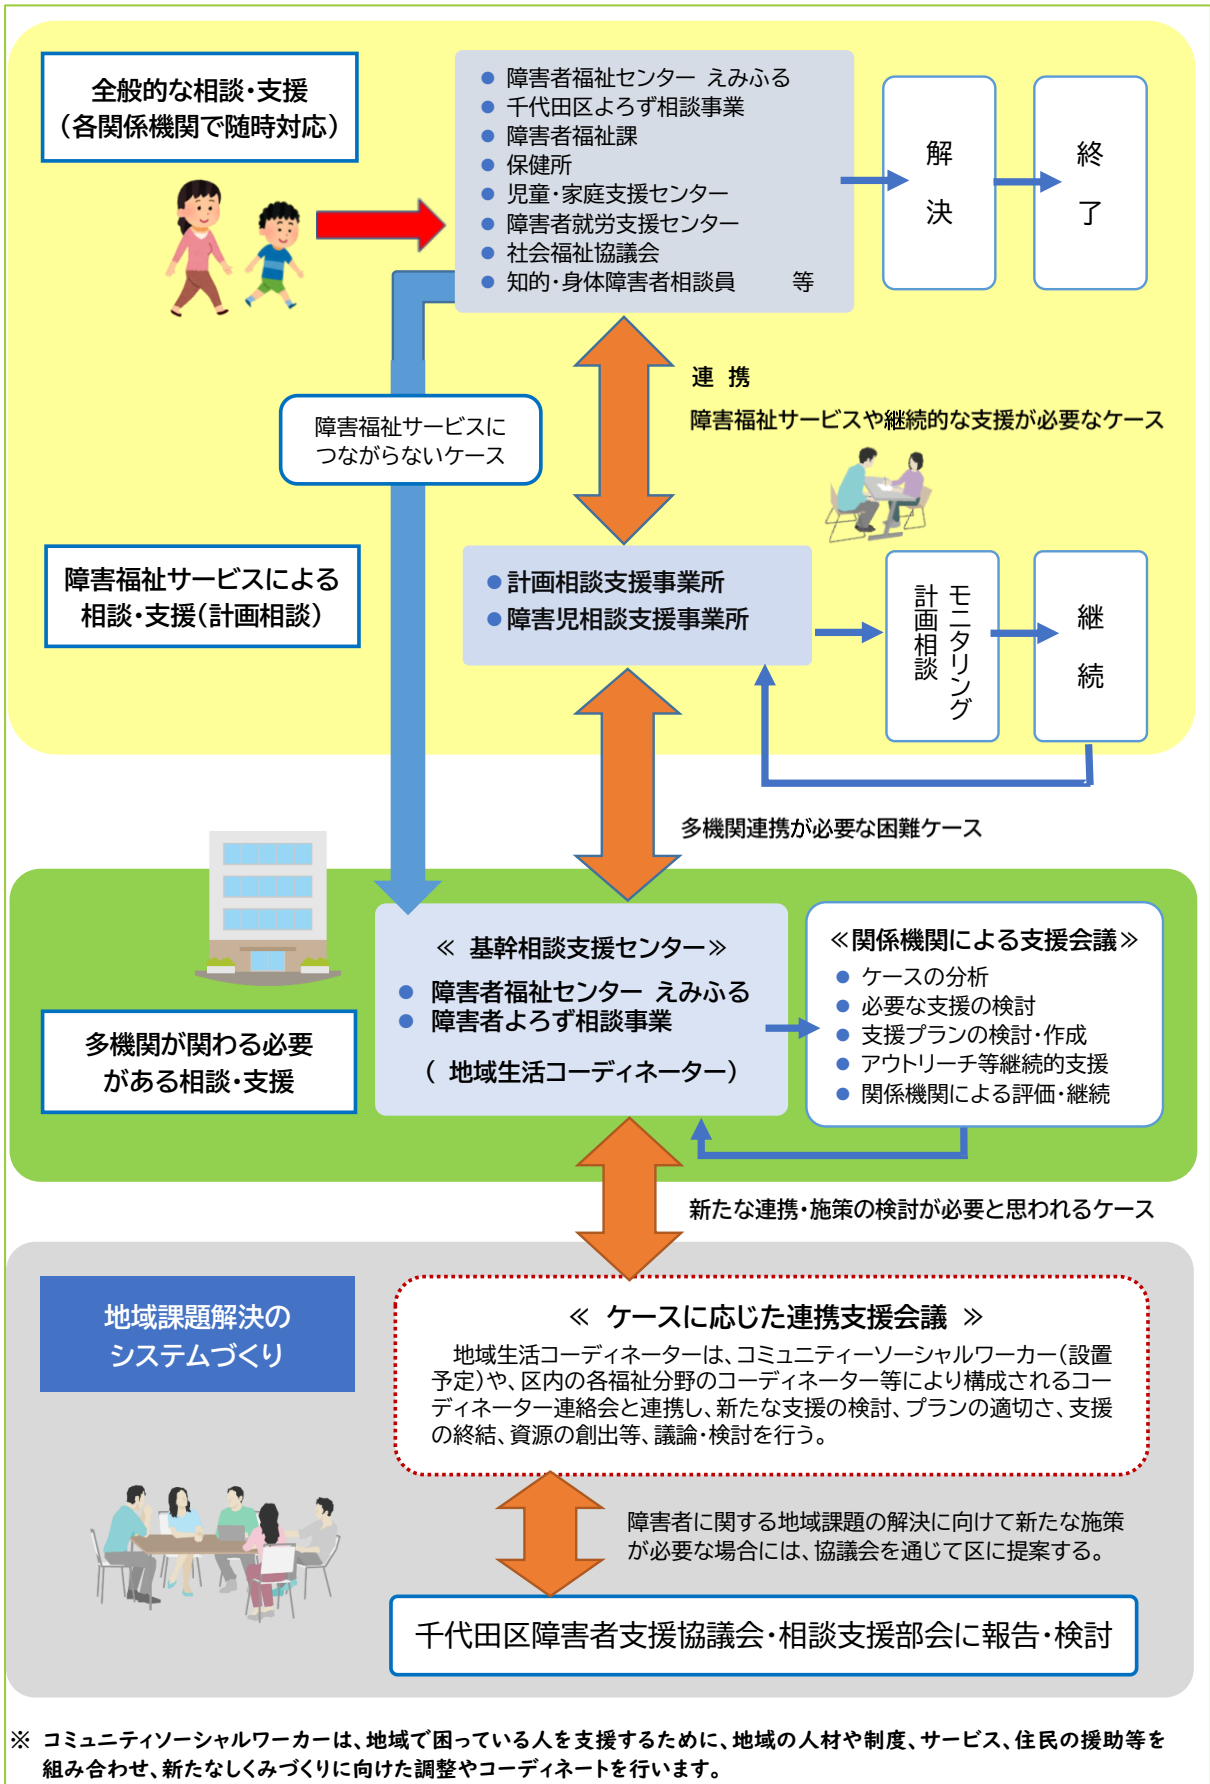 全般的な相談・支援
（各関係機関で随時対応）
● 障害者福祉センター えみふる
● 千代田区よろず相談事業
● 障害者福祉課
● 保健所
● 児童・家庭支援センター
● 障害者就労支援センター
● 社会福祉協議会
● 知的・身体障害者相談員　　等
解決
終了
連 携
障害福祉サービスや継続的な支援が必要なケース
障害福祉サービスに
つながらないケース
障害福祉サービスによる
相談・支援（計画相談）
● 計画相談支援事業所
● 障害児相談支援事業所
モニタリング
計画相談
継続
多機関連携が必要な困難ケース
多機関が関わる必要
がある相談・支援
≪ 基幹相談支援センター≫
● 障害者福祉センター えみふる
● 障害者よろず相談事業
（ 地域生活コーディネーター）
≪関係機関による支援会議≫
● ケースの分析
● 必要な支援の検討
● 支援プランの検討・作成
● アウトリーチ等継続的支援
● 関係機関による評価・継続
新たな連携・施策の検討が必要と思われるケース
地域課題解決の
システムづくり
≪ ケースに応じた連携支援会議 ≫
地域生活コーディネーターは、コミュニティーソーシャルワーカー（設置
予定）や、区内の各福祉分野のコーディネーター等により構成されるコー
ディネーター連絡会と連携し、新たな支援の検討、プランの適切さ、支援
の終結、資源の創出等、議論・検討を行う。
障害者に関する地域課題の解決に向けて新たな施策
が必要な場合には、協議会を通じて区に提案する。
千代田区障害者支援協議会・相談支援部会に報告・検討
※ コミュニティソーシャルワーカーは、地域で困っている人を支援するために、地域の人材や制度、サービス、住民の援助等を
組み合わせ、新たなしくみづくりに向けた調整やコーディネートを行います。